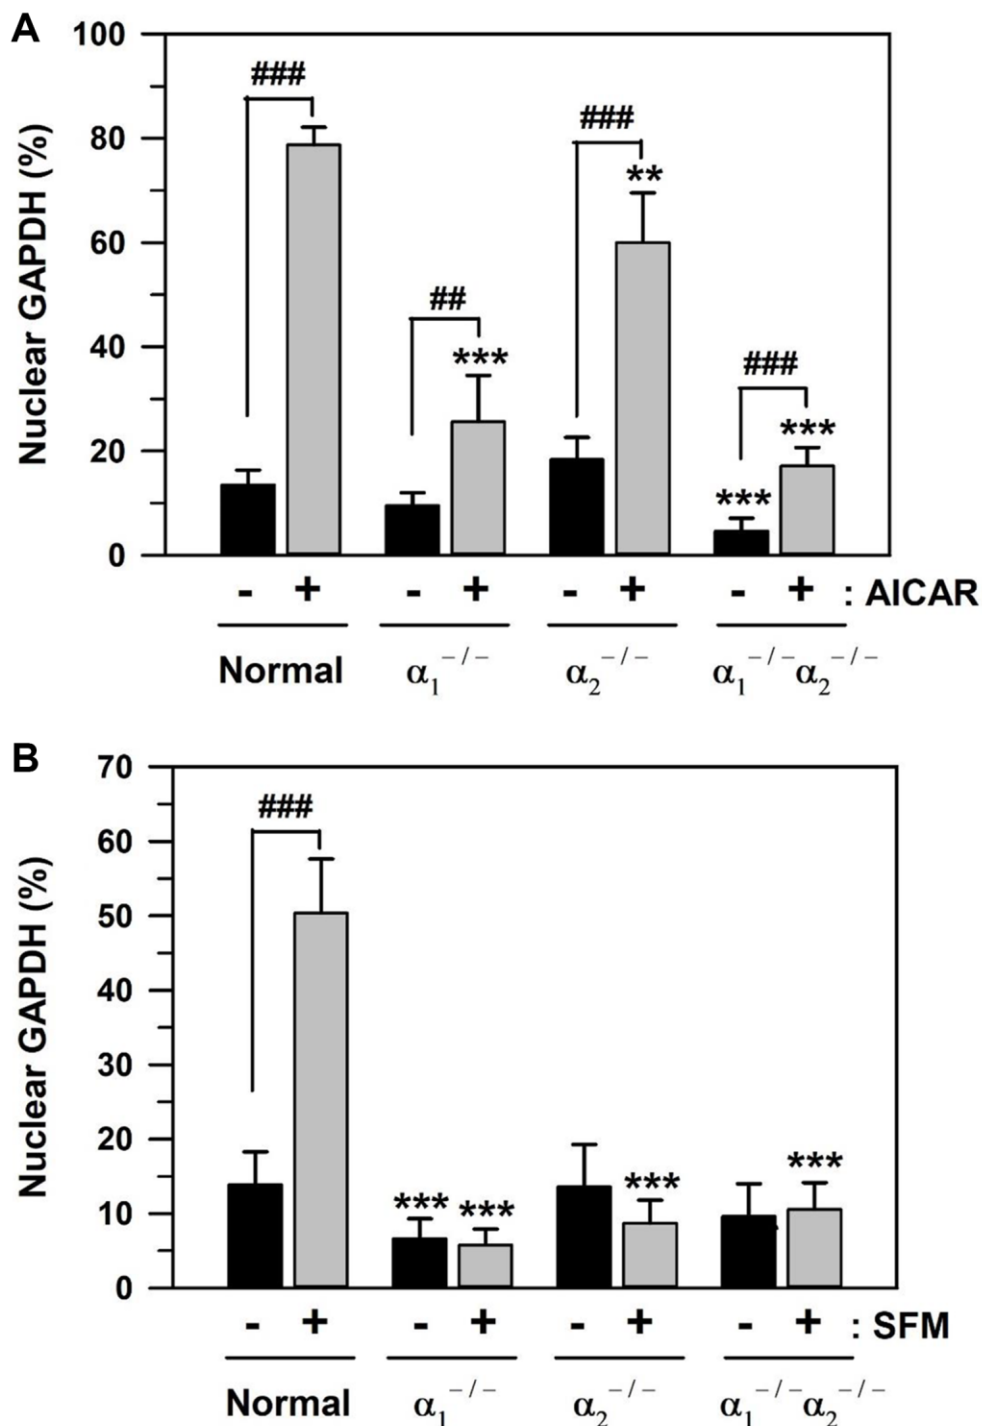 A
Nuclear GAPDH (%)
100
80
60
40
20
0
###
##
***
###
**
###
***
***
- + - + - + - + : AICAR
Normal α₁⁻/⁻ α₂⁻/⁻ α₁⁻/⁻α₂⁻/⁻
B
Nuclear GAPDH (%)
70
60
50
40
30
20
10
0
###
*** *** *** ***
- + - + - + - + : SFM
Normal α₁⁻/⁻ α₂⁻/⁻ α₁⁻/⁻α₂⁻/⁻